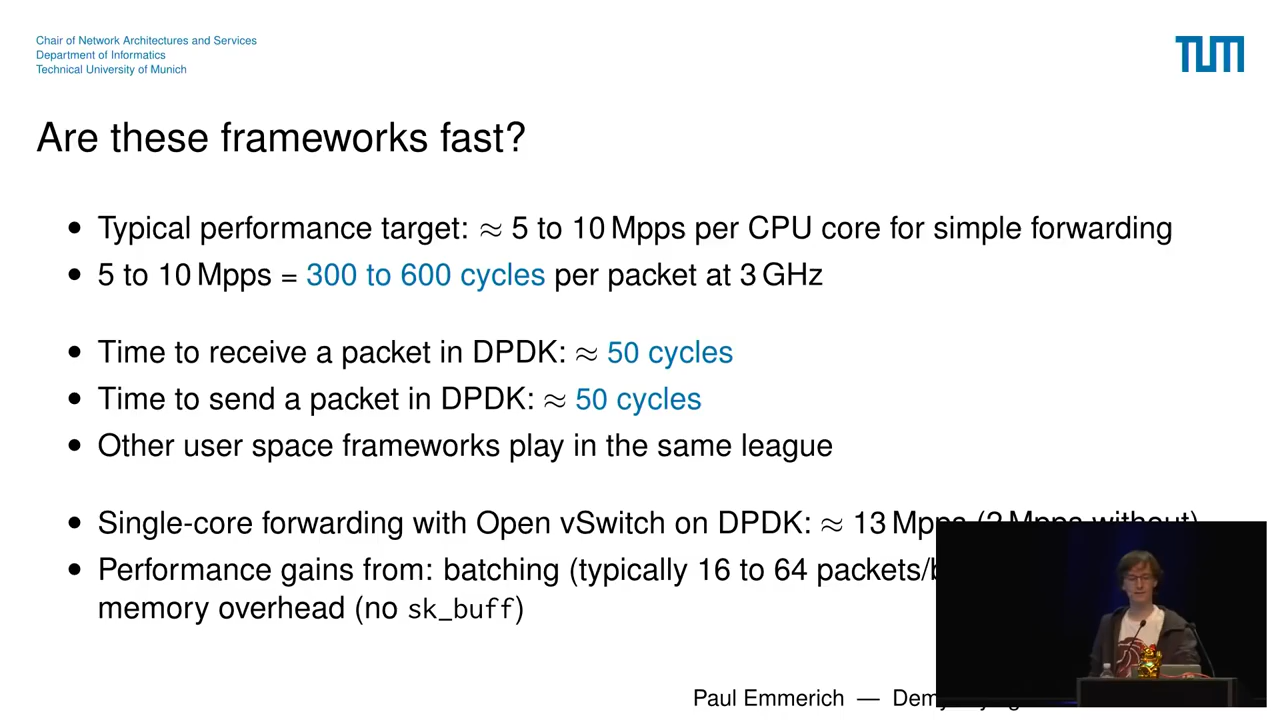 Chair of Network Architectures and Services
Department of Informatics
Technical University of Munich
TUM
Are these frameworks fast?
• Typical performance target: ≈ 5 to 10 Mpps per CPU core for simple forwarding
• 5 to 10 Mpps = 300 to 600 cycles per packet at 3 GHz
• Time to receive a packet in DPDK: ≈ 50 cycles
• Time to send a packet in DPDK: ≈ 50 cycles
• Other user space frameworks play in the same league
• Single-core forwarding with Open vSwitch on DPDK: ≈ 13 Mpps (2 Mpps without)
• Performance gains from: batching (typically 16 to 64 packets/
memory overhead (no sk_buff)
Paul Emmerich —